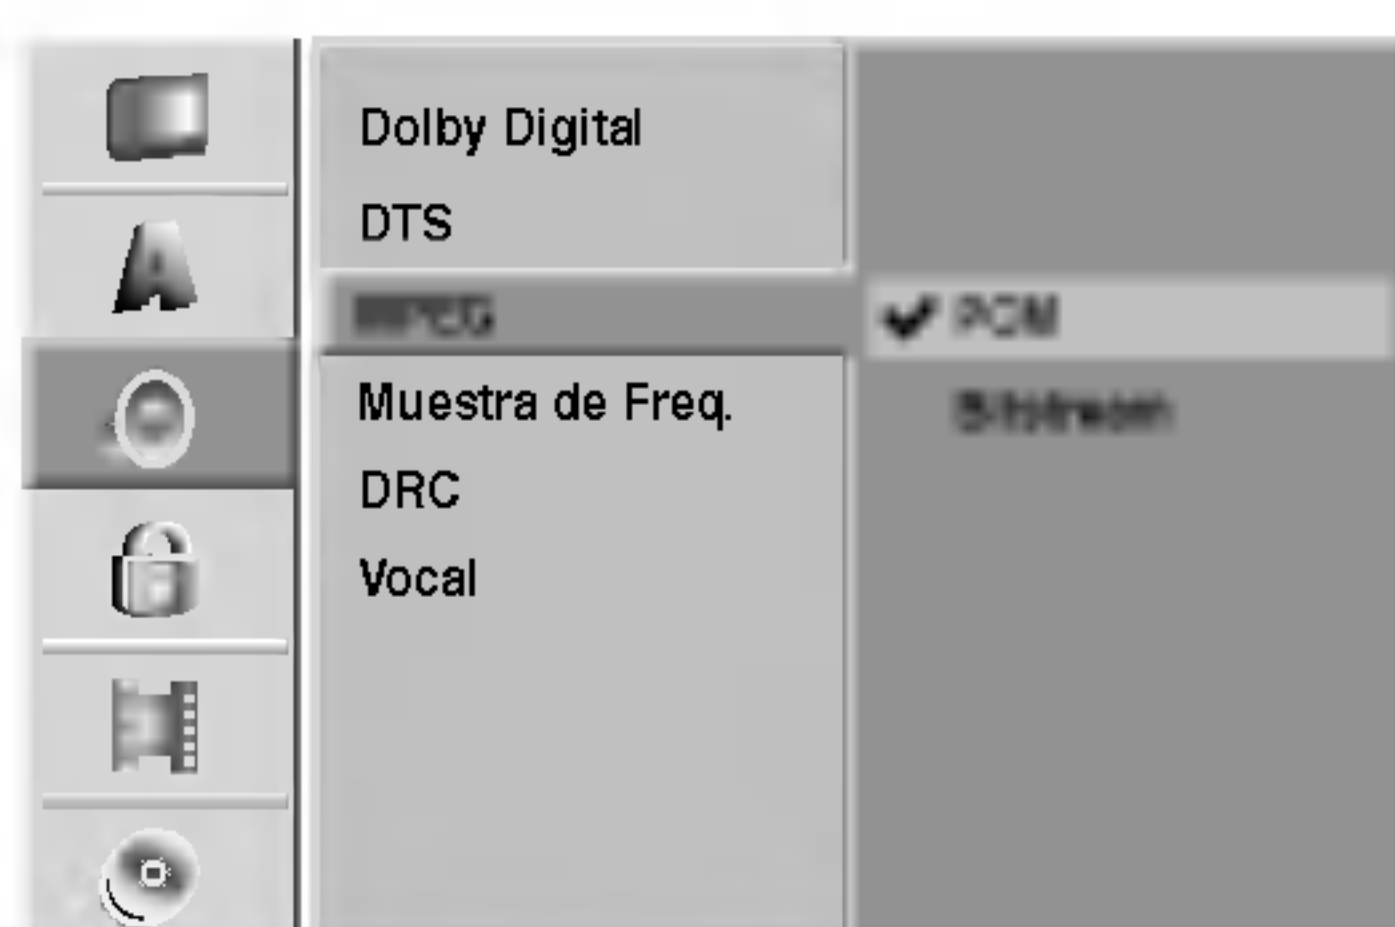 Dolby Digital
DTS
MPEG
PCM
Muestra de Freq.
Bitstream
DRC
Vocal